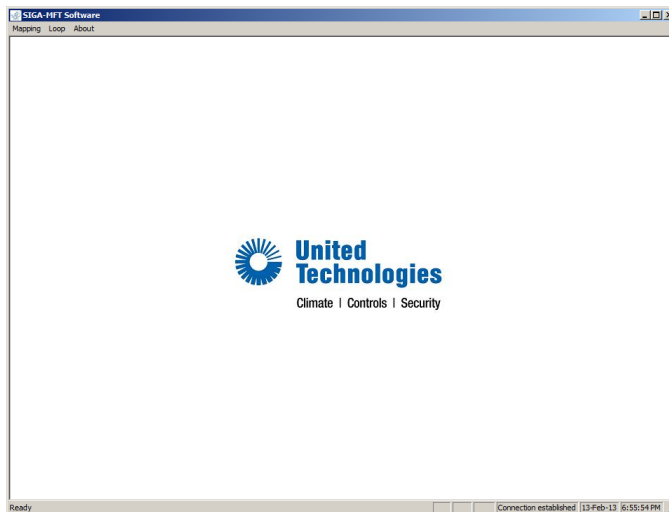 SIGA-MFT Software
Mapping Loop About
United
Technologies
Climate | Controls | Security
Ready Connection established 13-Feb-13 6:55:54 PM